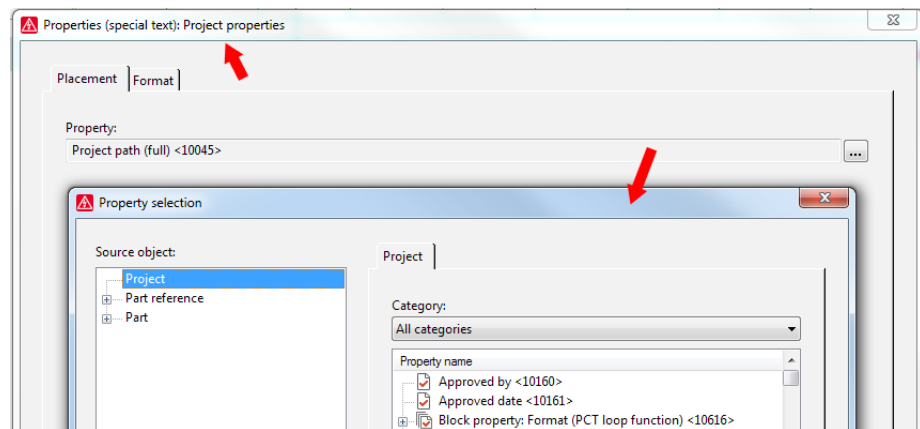 Properties (special text): Project properties
Placement
Format
Property:
Project path (full) <10045>
...
Property selection
Source object:
Project
Part reference
Part
Project
Category:
All categories
Property name
Approved by <10160>
Approved date <10161>
Block property: Format (PCT loop function) <10616>